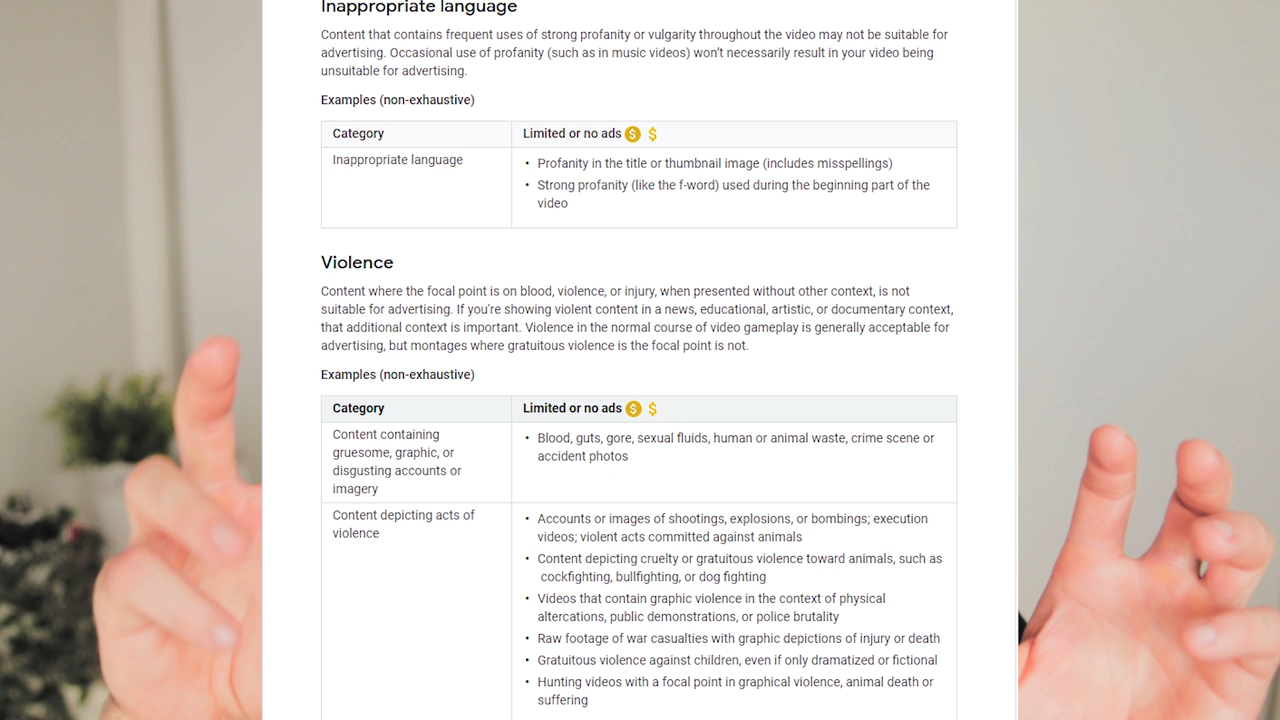 Inappropriate language
Content that contains frequent uses of strong profanity or vulgarity throughout the video may not be suitable for
advertising. Occasional use of profanity (such as in music videos) won't necessarily result in your video being
unsuitable for advertising.
Examples (non-exhaustive)
Category
Limited or no ads
Inappropriate language
• Profanity in the title or thumbnail image (includes misspellings)
• Strong profanity (like the f-word) used during the beginning part of the
video
Violence
Content where the focal point is on blood, violence, or injury, when presented without other context, is not
suitable for advertising. If you're showing violent content in a news, educational, artistic, or documentary context,
that additional context is important. Violence in the normal course of video gameplay is generally acceptable for
advertising, but montages where gratuitous violence is the focal point is not.
Examples (non-exhaustive)
Category
Limited or no ads
Content containing
gruesome, graphic, or
disgusting accounts or
imagery
• Blood, guts, gore, sexual fluids, human or animal waste, crime scene or
accident photos
Content depicting acts of
violence
• Accounts or images of shootings, explosions, or bombings; execution
videos; violent acts committed against animals
• Content depicting cruelty or gratuitous violence toward animals, such as
cockfighting, bullfighting, or dog fighting
• Videos that contain graphic violence in the context of physical
altercations, public demonstrations, or police brutality
• Raw footage of war casualties with graphic depictions of injury or death
• Gratuitous violence against children, even if only dramatized or fictional
• Hunting videos with a focal point in graphical violence, animal death or
suffering